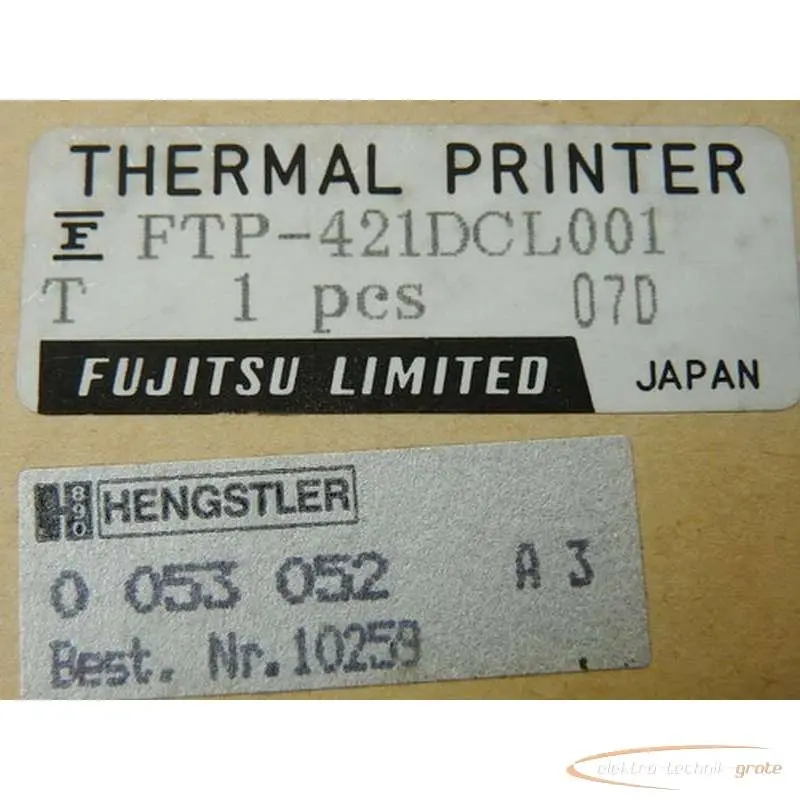 THERMAL PRINTER
F FTP-421DCL001
T 1 pcs 07D
FUJITSU LIMITED JAPAN
H 890 HENGSTLER
0 053 052 A 3
Best. Nr.10259
elektro-technik-grote